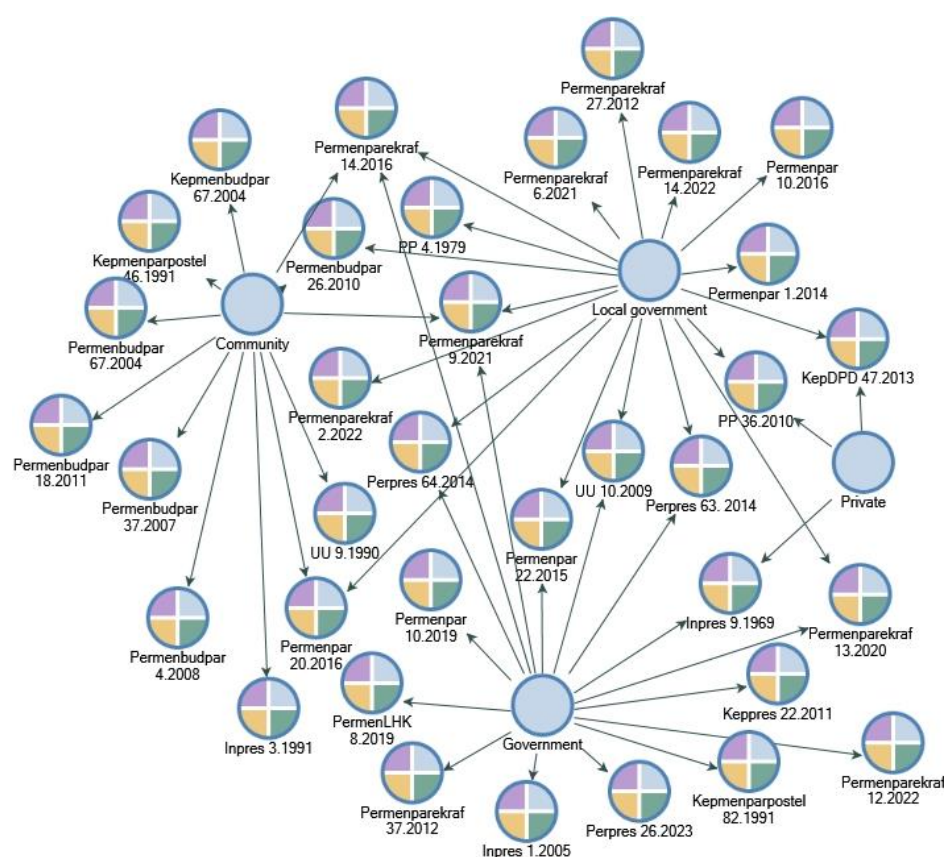 Permenparekraf
27.2012
Permenparekraf
14.2016
Kepmenbudpar
67.2004
Permenparekraf
6.2021
Permenparekraf
14.2022
Permenpar
10.2016
PP 4.1979
Kepmenparpostel
46.1991
Permenbudpar
26.2010
Permenpar 1.2014
Local government
Community
Permenbudpar
67.2004
Permenparekraf
9.2021
KepDPD 47.2013
Permenparekraf
2.2022
PP 36.2010
Permenbudpar
18.2011
Perpres 64.2014
UU 10.2009
Perpres 63. 2014
Private
Permenbudpar
37.2007
UU 9.1990
Permenpar
22.2015
Permenpar
10.2019
Inpres 9.1969
Permenparekraf
13.2020
Permenbudpar
4.2008
Permenpar
20.2016
Inpres 3.1991
PermenLHK
8.2019
Keppres 22.2011
Government
Permenparekraf
37.2012
Inpres 1.2005
Perpres 26.2023
Kepmenparpostel
82.1991
Permenparekraf
12.2022